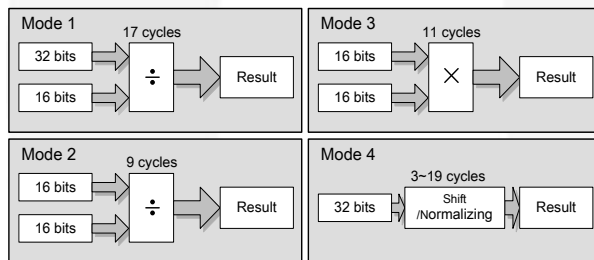 Mode 1
17 cycles
32 bits
16 bits
÷
Result
Mode 3
11 cycles
16 bits
16 bits
×
Result
Mode 2
9 cycles
16 bits
16 bits
÷
Result
Mode 4
3~19 cycles
32 bits
Shift
/Normalizing
Result